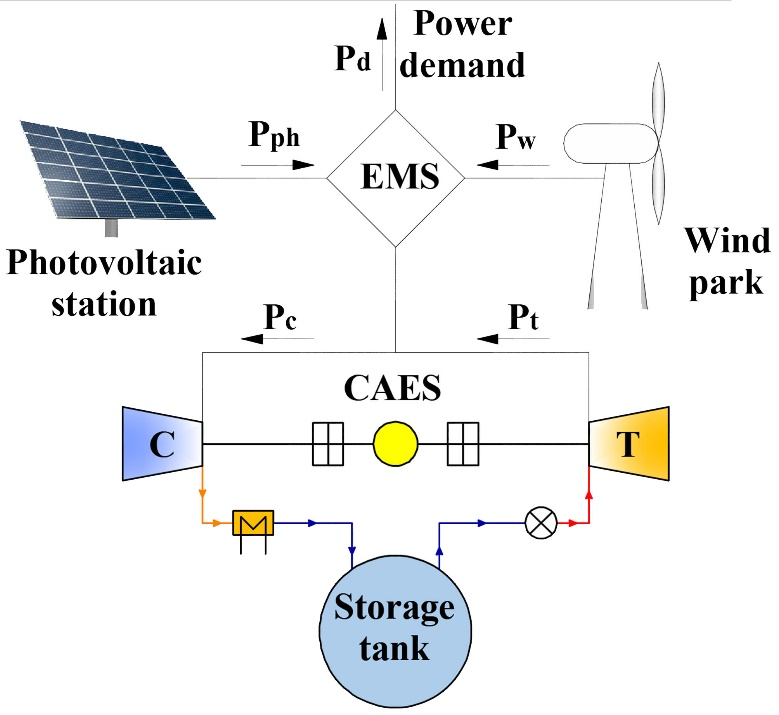 Power
demand
Pd
Pph
Pw
EMS
Photovoltaic
station
Wind
park
Pc
Pt
CAES
C
T
Storage
tank